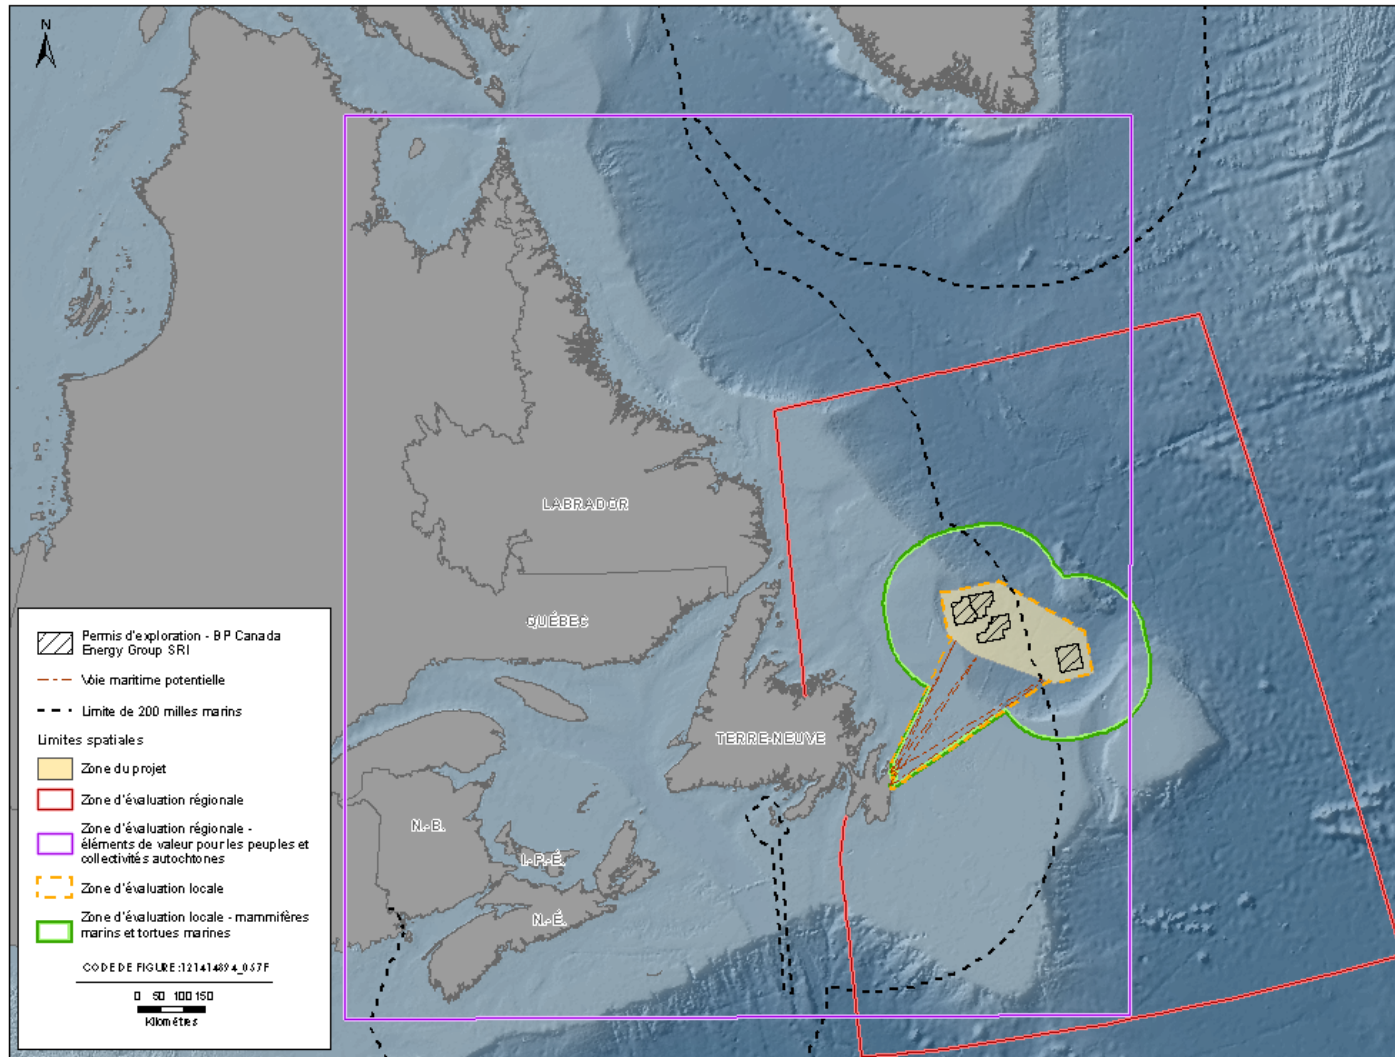 N
LABRADOR
QUÉBEC
TERRE-NEUVE
N.-B.
I.-P.-É.
N.-É.
Permis d'exploration - BP Canada
Energy Group SRI
Voie maritime potentielle
Limite de 200 milles marins
Limites spatiales
Zone du projet
Zone d'évaluation régionale
Zone d'évaluation régionale -
éléments de valeur pour les peuples et
collectivités autochtones
Zone d'évaluation locale
Zone d'évaluation locale - mammifères
marins et tortues marines
CODE DE FIGURE:121414894_057F
0 50 100 150
Kilomètres